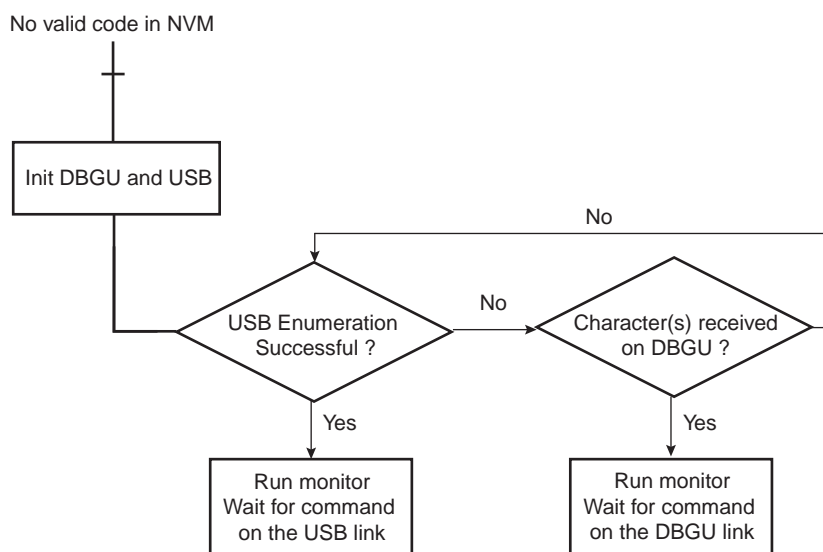 No valid code in NVM
Init DBGU and USB
No
USB Enumeration
Successful ?
No
Character(s) received
on DBGU ?
Yes
Yes
Run monitor
Wait for command
on the USB link
Run monitor
Wait for command
on the DBGU link